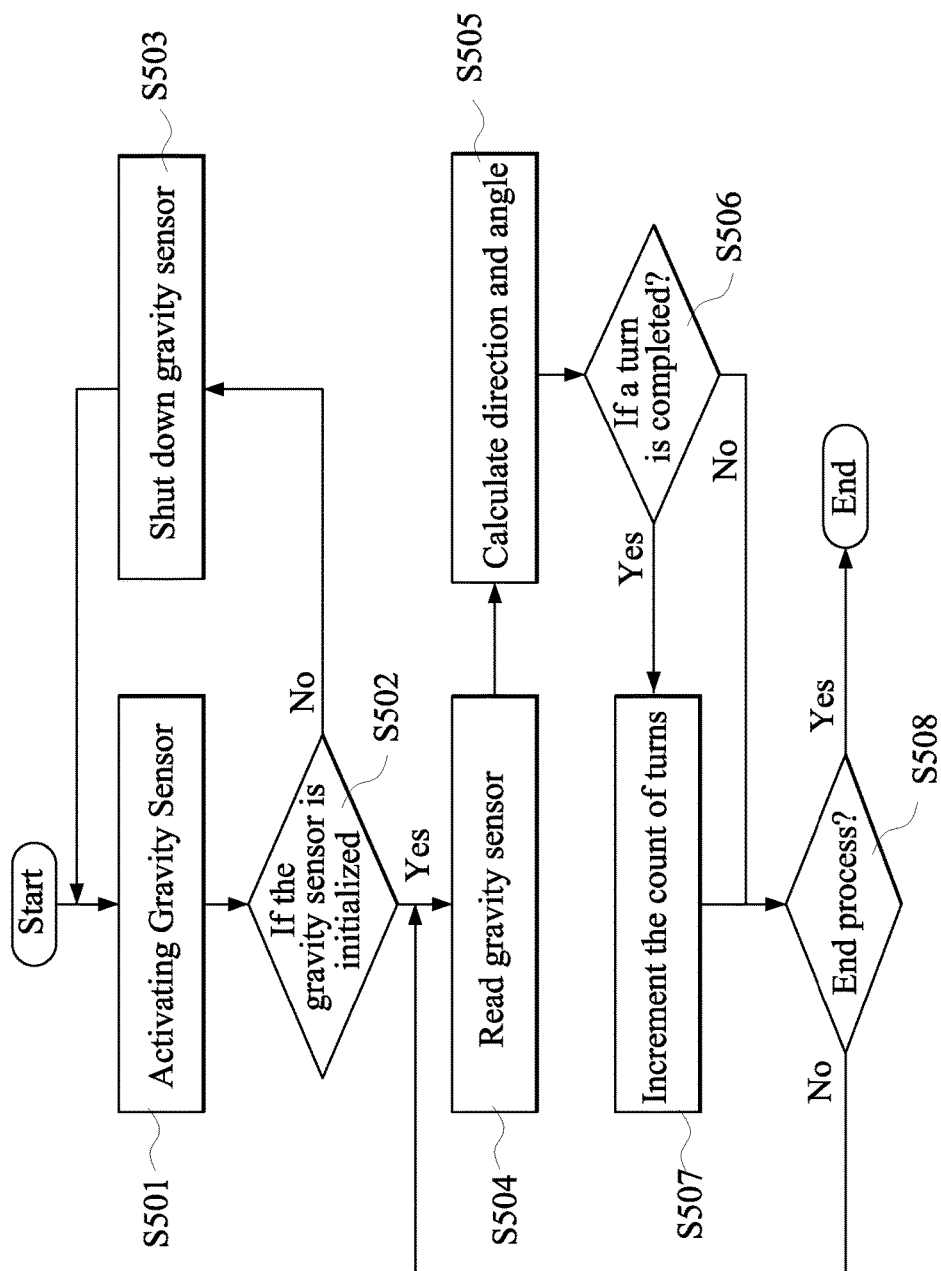 Start
S501
Activating Gravity Sensor
Shut down gravity sensor
S503
If the
gravity sensor is
initialized
No
S502
Yes
S504
Read gravity sensor
Calculate direction and angle
S505
If a turn
is completed?
S506
Yes
No
S507
Increment the count of turns
End process?
S508
Yes
End
No